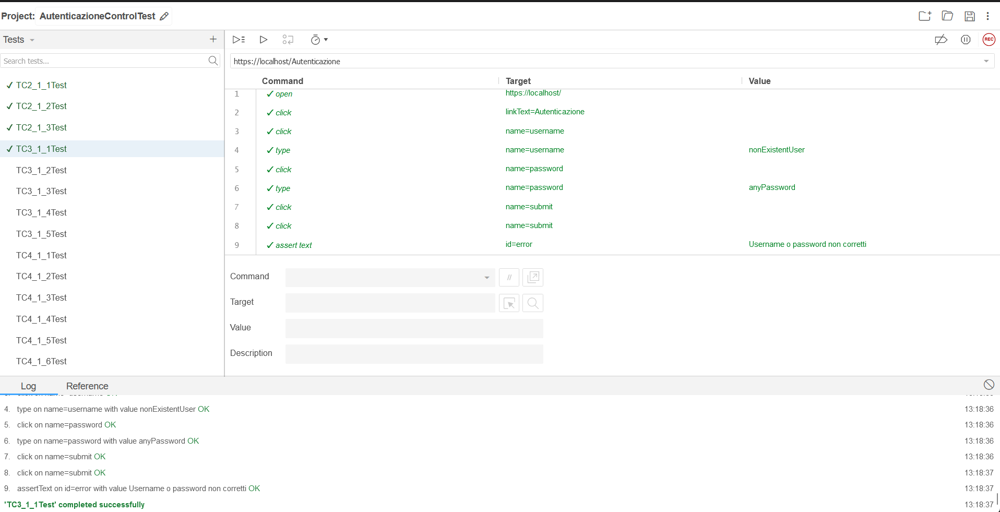 Project: AutenticazioneControlTest
Tests
Search tests...
TC2_1_1Test
TC2_1_2Test
TC2_1_3Test
TC3_1_1Test
TC3_1_2Test
TC3_1_3Test
TC3_1_4Test
TC3_1_5Test
TC4_1_1Test
TC4_1_2Test
TC4_1_3Test
TC4_1_4Test
TC4_1_5Test
TC4_1_6Test
REC
https://localhost/Autenticazione
Command Target Value
1 open https://localhost/
2 click linkText=Autenticazione
3 click name=username
4 type name=username nonExistentUser
5 click name=password
6 type name=password anyPassword
7 click name=submit
8 click name=submit
9 assert text id=error Username o password non corretti
Command //
Target
Value
Description
Log Reference
4. type on name=username with value nonExistentUser OK 13:18:36
5. click on name=password OK 13:18:36
6. type on name=password with value anyPassword OK 13:18:36
7. click on name=submit OK 13:18:36
8. click on name=submit OK 13:18:37
9. assertText on id=error with value Username o password non corretti OK 13:18:37
'TC3_1_1Test' completed successfully 13:18:37